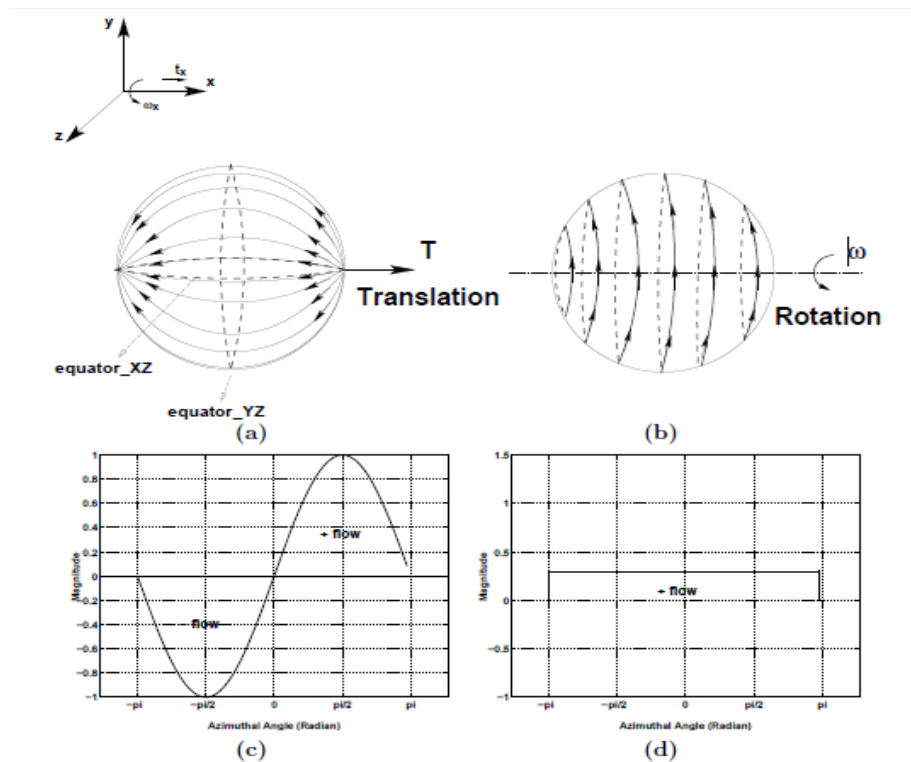 y
tx
x
ωx
z
T
Translation
equator_XZ
equator_YZ
(a)
ω
Rotation
(b)
1
0.8
0.6
0.4
0.2
0
−0.2
−0.4
−0.6
−0.8
−1
Magnitude
+ flow
− flow
−pi
−pi/2
0
pi/2
pi
Azimuthal Angle (Radian)
(c)
1.5
1
0.5
0
−0.5
−1
Magnitude
+ flow
−pi
−pi/2
0
pi/2
pi
Azimuthal Angle (Radian)
(d)